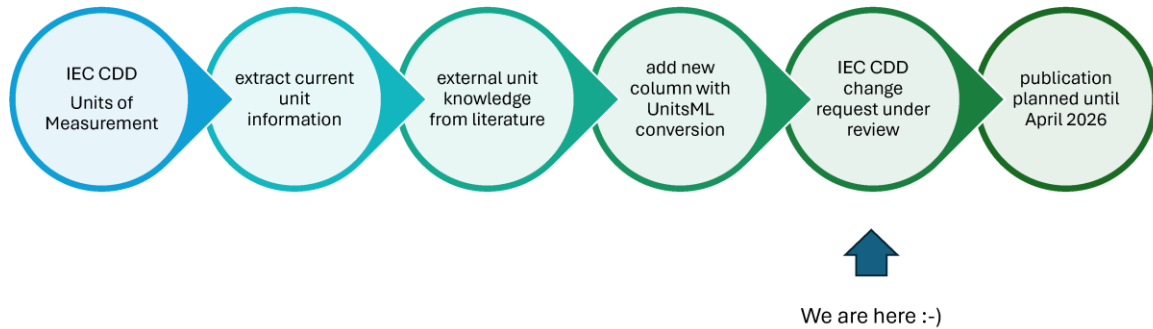 IEC CDD
Units of
Measurement
extract current
unit
information
external unit
knowledge
from literature
add new
column with
UnitsML
conversion
IEC CDD
change
request under
review
publication
planned until
April 2026
We are here :-)